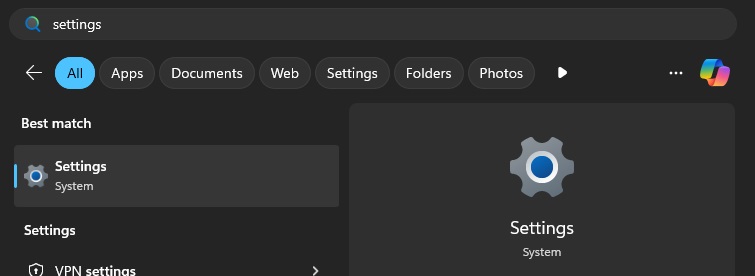 settings
All Apps Documents Web Settings Folders Photos
Best match
Settings
System
Settings
VPN settings
Settings
System